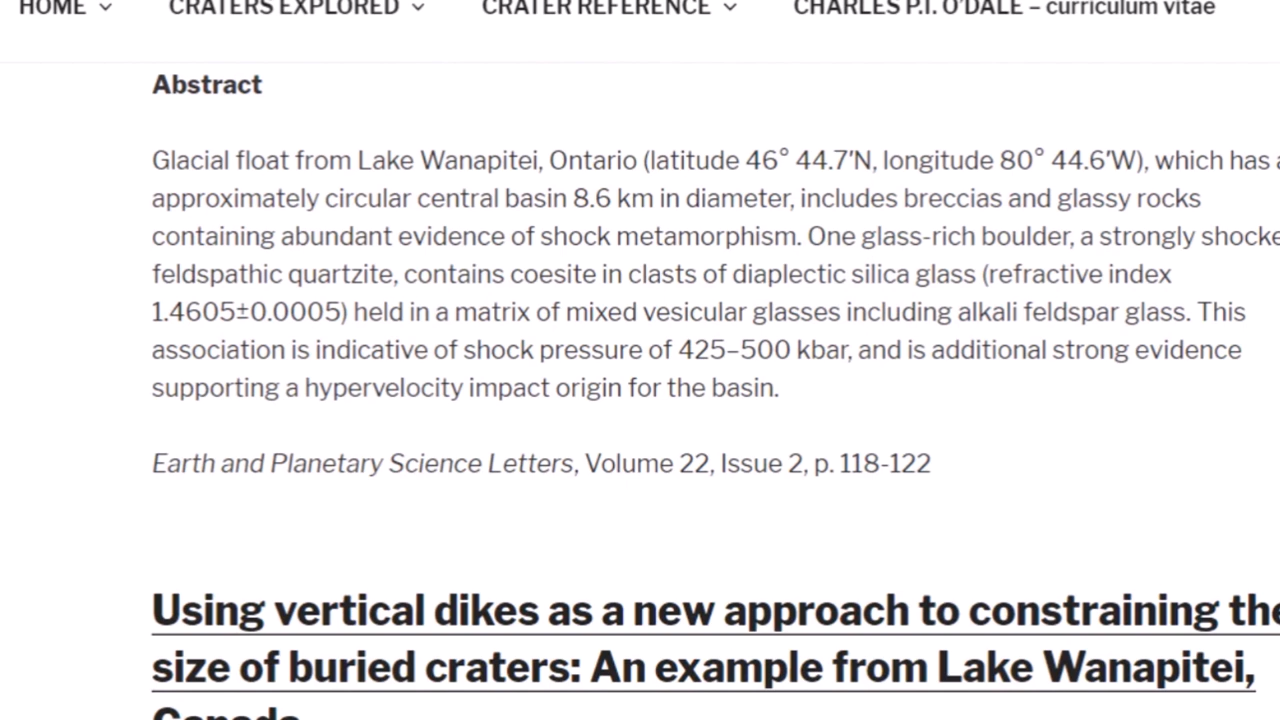 HOME CRATERS EXPLORED CRATER REFERENCE CHARLES P.T. O'DALE – curriculum vitae
Abstract
Glacial float from Lake Wanapitei, Ontario (latitude 46° 44.7′N, longitude 80° 44.6′W), which has
approximately circular central basin 8.6 km in diameter, includes breccias and glassy rocks
containing abundant evidence of shock metamorphism. One glass-rich boulder, a strongly shocke
feldspathic quartzite, contains coesite in clasts of diaplectic silica glass (refractive index
1.4605±0.0005) held in a matrix of mixed vesicular glasses including alkali feldspar glass. This
association is indicative of shock pressure of 425–500 kbar, and is additional strong evidence
supporting a hypervelocity impact origin for the basin.
Earth and Planetary Science Letters, Volume 22, Issue 2, p. 118-122
Using vertical dikes as a new approach to constraining the
size of buried craters: An example from Lake Wanapitei,
Canada